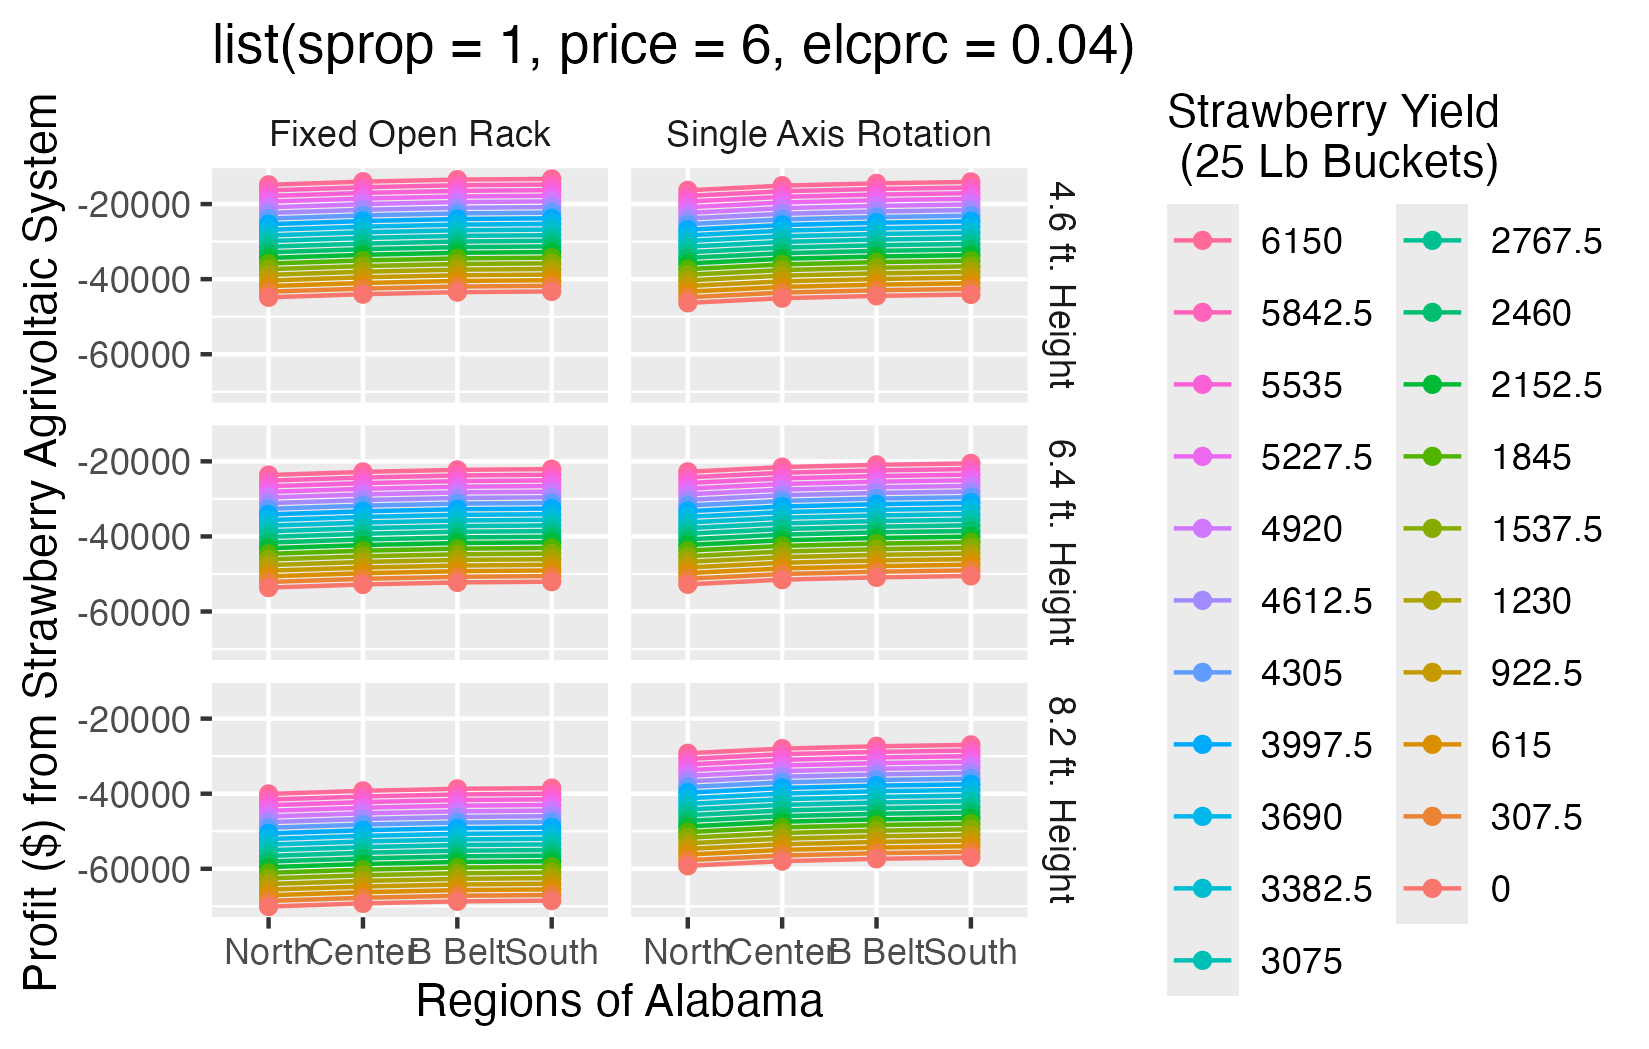 list(sprop = 1, price = 6, elcprc = 0.04)
Profit ($) from Strawberry Agrivoltaic System
Fixed Open Rack
Single Axis Rotation
-20000
-40000
-60000
4.6 ft. Height
-20000
-40000
-60000
6.4 ft. Height
-20000
-40000
-60000
8.2 ft. Height
North Center B Belt South
North Center B Belt South
Regions of Alabama
Strawberry Yield
(25 Lb Buckets)
6150
5842.5
5535
5227.5
4920
4612.5
4305
3997.5
3690
3382.5
3075
2767.5
2460
2152.5
1845
1537.5
1230
922.5
615
307.5
0